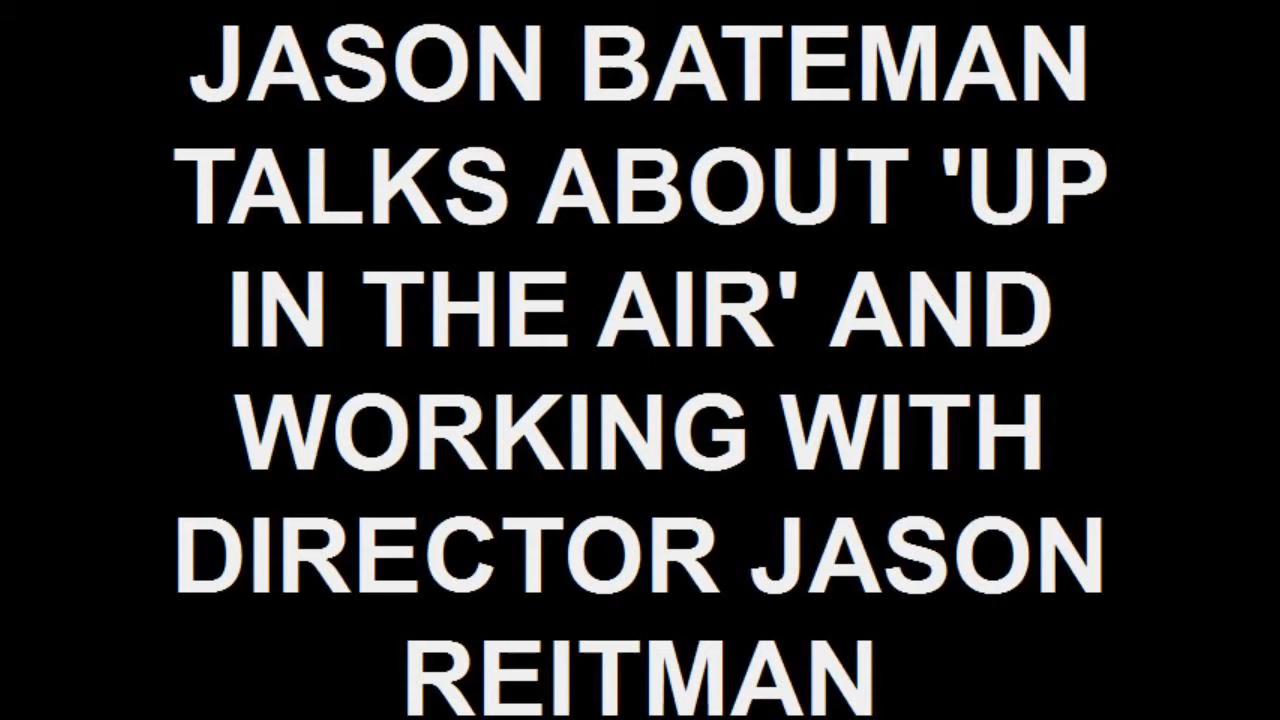 JASON BATEMAN
TALKS ABOUT 'UP
IN THE AIR' AND
WORKING WITH
DIRECTOR JASON
REITMAN